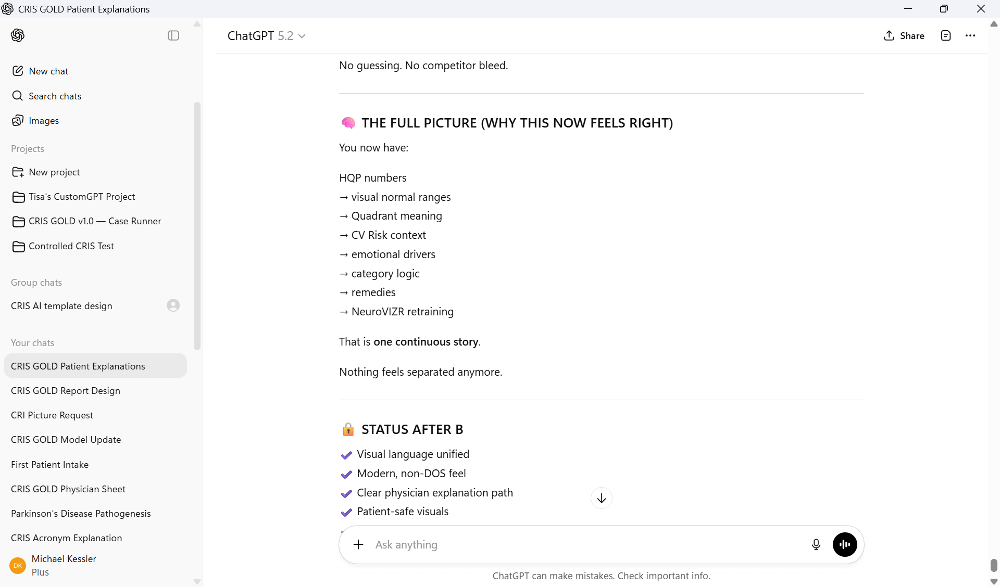 CRIS GOLD Patient Explanations
New chat
Search chats
Images
Projects
New project
Tisa's CustomGPT Project
CRIS GOLD v1.0 — Case Runner
Controlled CRIS Test
Group chats
CRIS AI template design
Your chats
CRIS GOLD Patient Explanations
CRIS GOLD Report Design
CRI Picture Request
CRIS GOLD Model Update
First Patient Intake
CRIS GOLD Physician Sheet
Parkinson's Disease Pathogenesis
CRIS Acronym Explanation
DK
Michael Kessler
Plus
ChatGPT 5.2
Share
No guessing. No competitor bleed.
🧠 THE FULL PICTURE (WHY THIS NOW FEELS RIGHT)
You now have:
HQP numbers
→ visual normal ranges
→ Quadrant meaning
→ CV Risk context
→ emotional drivers
→ category logic
→ remedies
→ NeuroVIZR retraining
That is one continuous story.
Nothing feels separated anymore.
🔒 STATUS AFTER B
✔ Visual language unified
✔ Modern, non-DOS feel
✔ Clear physician explanation path
✔ Patient-safe visuals
Ask anything
ChatGPT can make mistakes. Check important info.